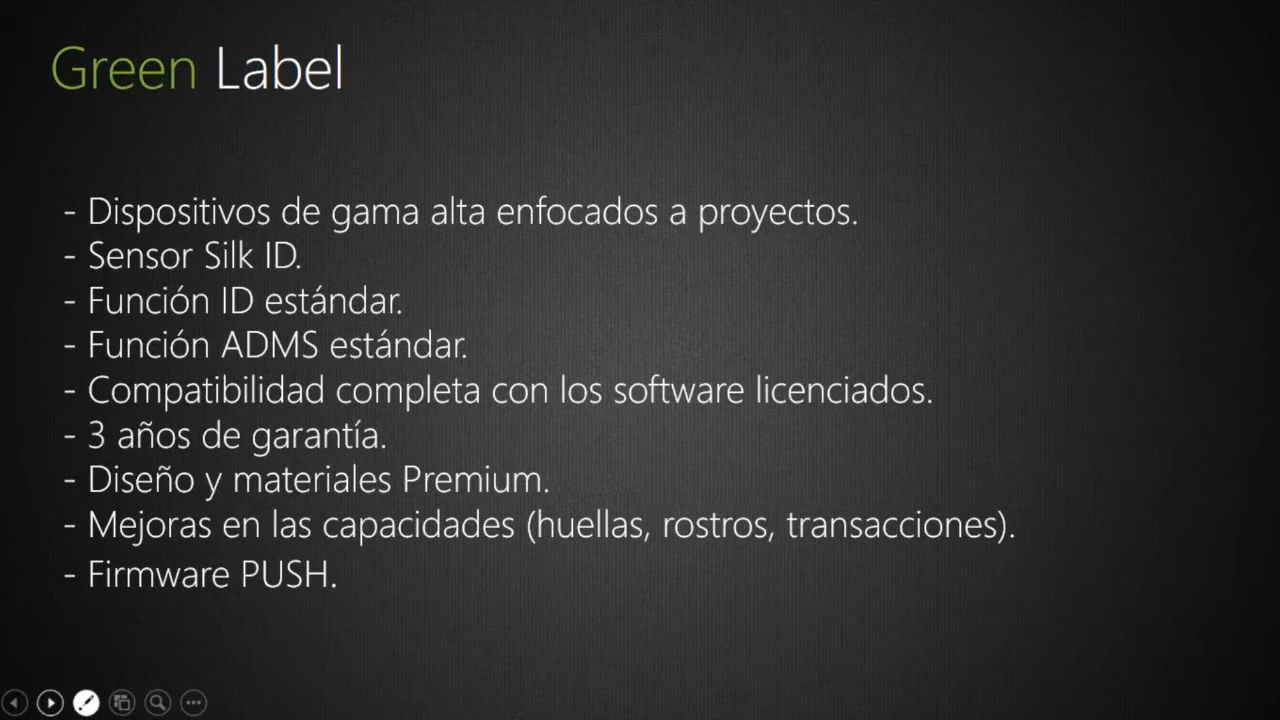 Green Label
- Dispositivos de gama alta enfocados a proyectos.
- Sensor Silk ID.
- Función ID estándar.
- Función ADMS estándar.
- Compatibilidad completa con los software licenciados.
- 3 años de garantía.
- Diseño y materiales Premium.
- Mejoras en las capacidades (huellas, rostros, transacciones).
- Firmware PUSH.